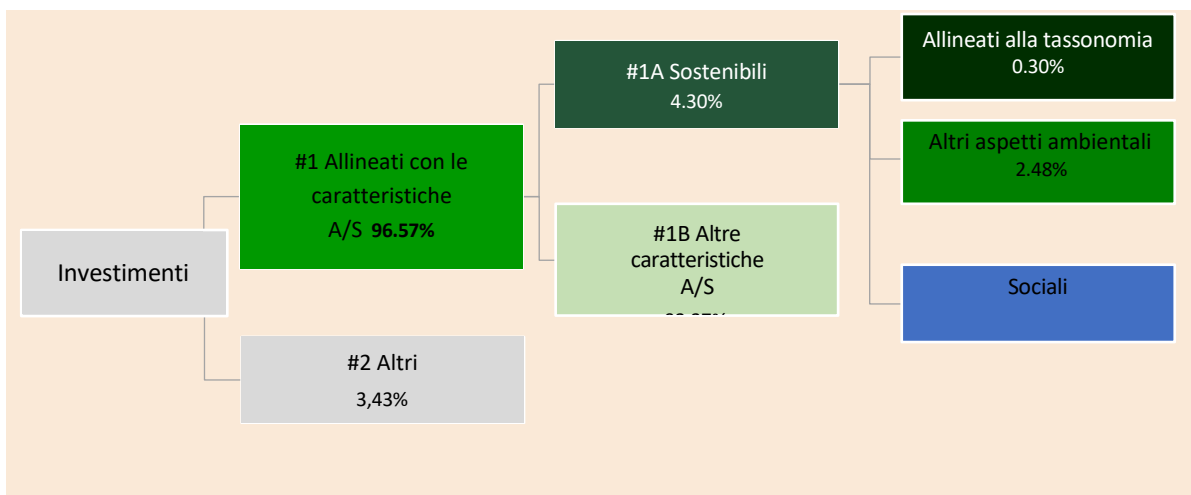 Investimenti
#1 Allineati con le
caratteristiche
A/S 96.57%
#2 Altri
3,43%
#1A Sostenibili
4.30%
#1B Altre
caratteristiche
A/S
Allineati alla tassonomia
0.30%
Altri aspetti ambientali
2.48%
Sociali